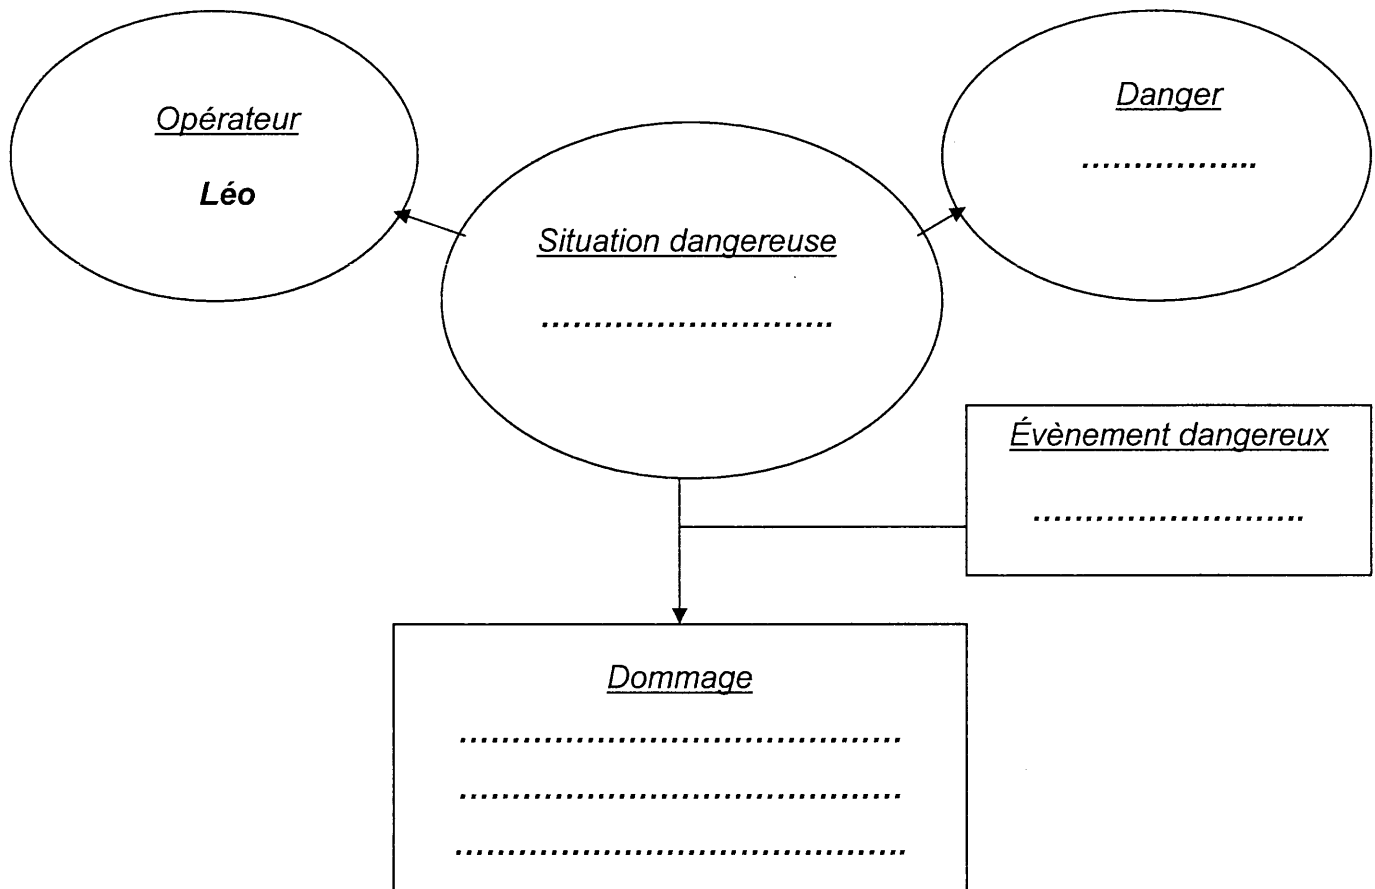 Opérateur
Léo
Danger
.................
Situation dangereuse
............................
Évènement dangereux
..........................
Dommage
..........................................
..........................................
...........................................